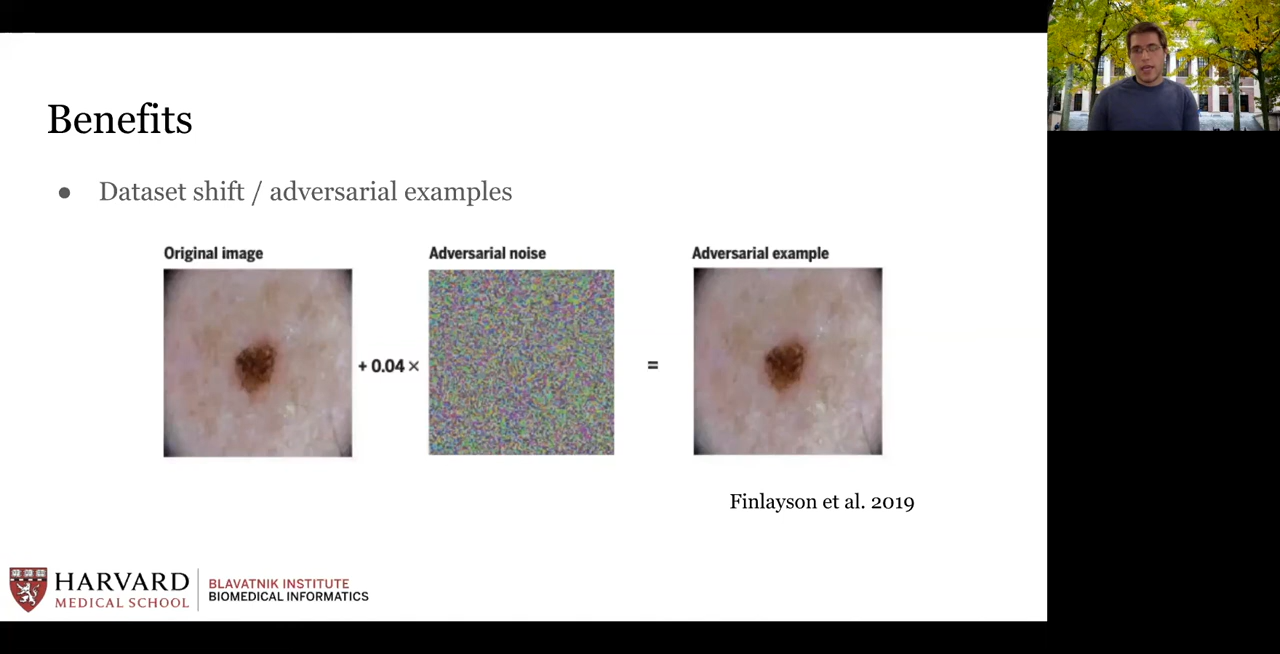 Benefits
● Dataset shift / adversarial examples
Original image
Adversarial noise
Adversarial example
+ 0.04 ×
=
Finlayson et al. 2019
HARVARD
MEDICAL SCHOOL
BLAVATNIK INSTITUTE
BIOMEDICAL INFORMATICS